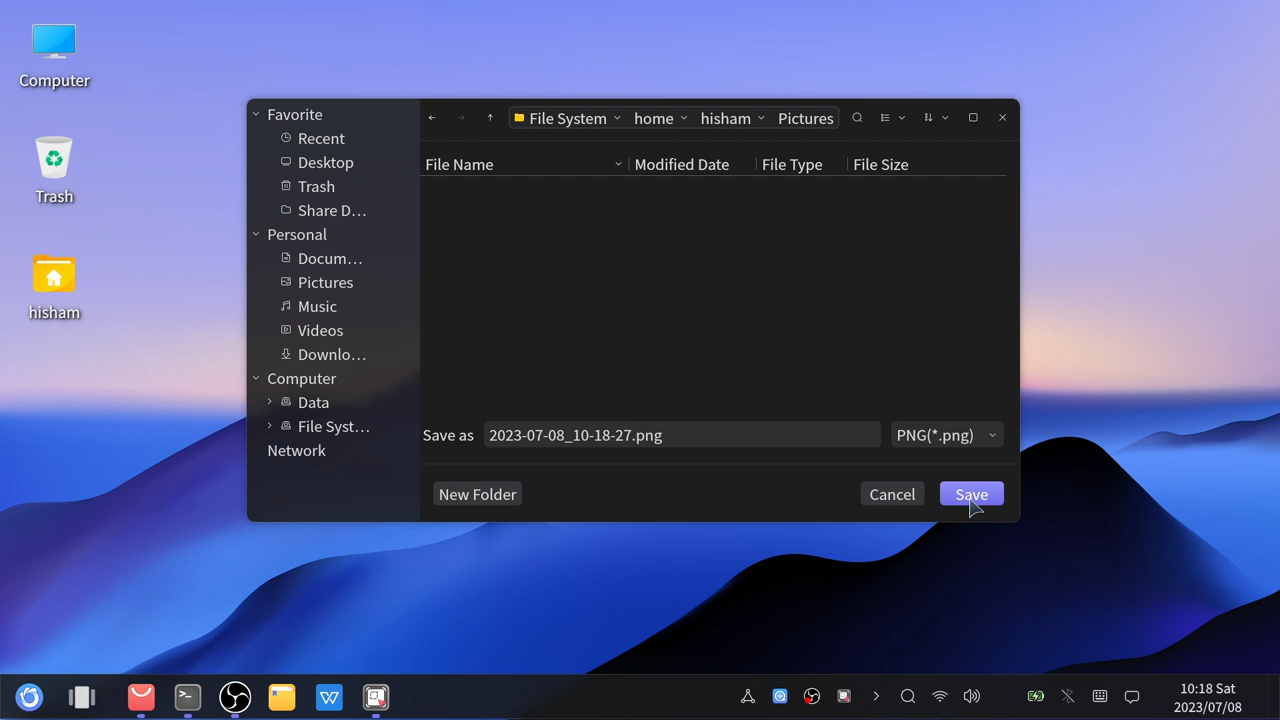 Computer
Trash
hisham
Favorite
Recent
Desktop
Trash
Share D...
Personal
Docum...
Pictures
Music
Videos
Downlo...
Computer
Data
File Syst...
Network
File System home hisham Pictures
File Name Modified Date File Type File Size
Save as 2023-07-08_10-18-27.png PNG(*.png)
New Folder Cancel Save
10:18 Sat
2023/07/08